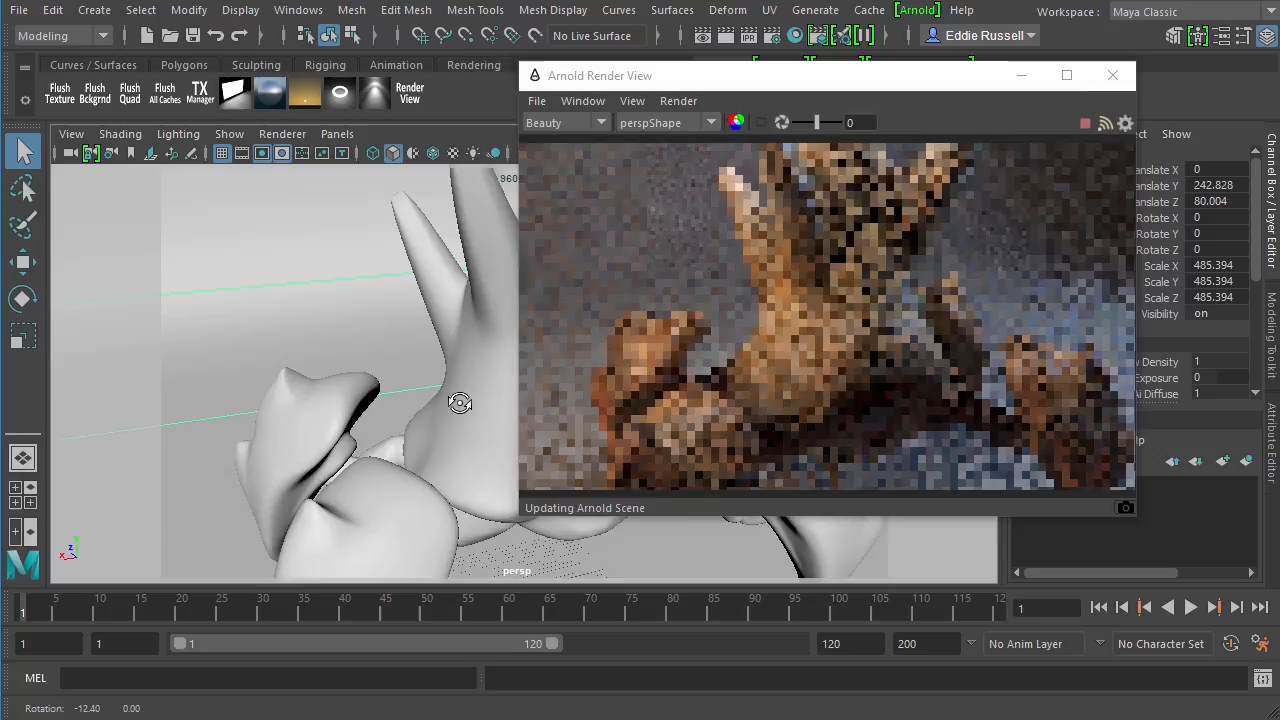 File Edit Create Select Modify Display Windows Mesh Edit Mesh Mesh Tools Mesh Display Curves Surfaces Deform UV Generate Cache [Arnold] Help Workspace : Maya Classic
Modeling No Live Surface IPR Eddie Russell
Curves / Surfaces Polygons Sculpting Rigging Animation Rendering
Flush Texture
Flush Bckgrnd
Flush Quad
Flush All Caches
TX Manager
Render View
Arnold Render View
File Window View Render
Beauty perspShape 0
Updating Arnold Scene
View Shading Lighting Show Renderer Panels
960
persp
x z y
ect Show
anslate X 0
anslate Y 242.828
anslate Z 80.004
Rotate X 0
Rotate Y 0
Rotate Z 0
Scale X 485.394
Scale Y 485.394
Scale Z 485.394
Visibility on
w Density 1
Exposure 0
Ai Diffuse 1
lp
Channel Box / Layer Editor
Modeling Toolkit
Attribute Editor
1 5 10 15 20 25 30 35 40 45 50 55 60 65 70 75 80 85 90 95 100 105 110 115 12 1
1 1 1 120 120 200 No Anim Layer No Character Set
MEL
Rotation: -12.40 0.00